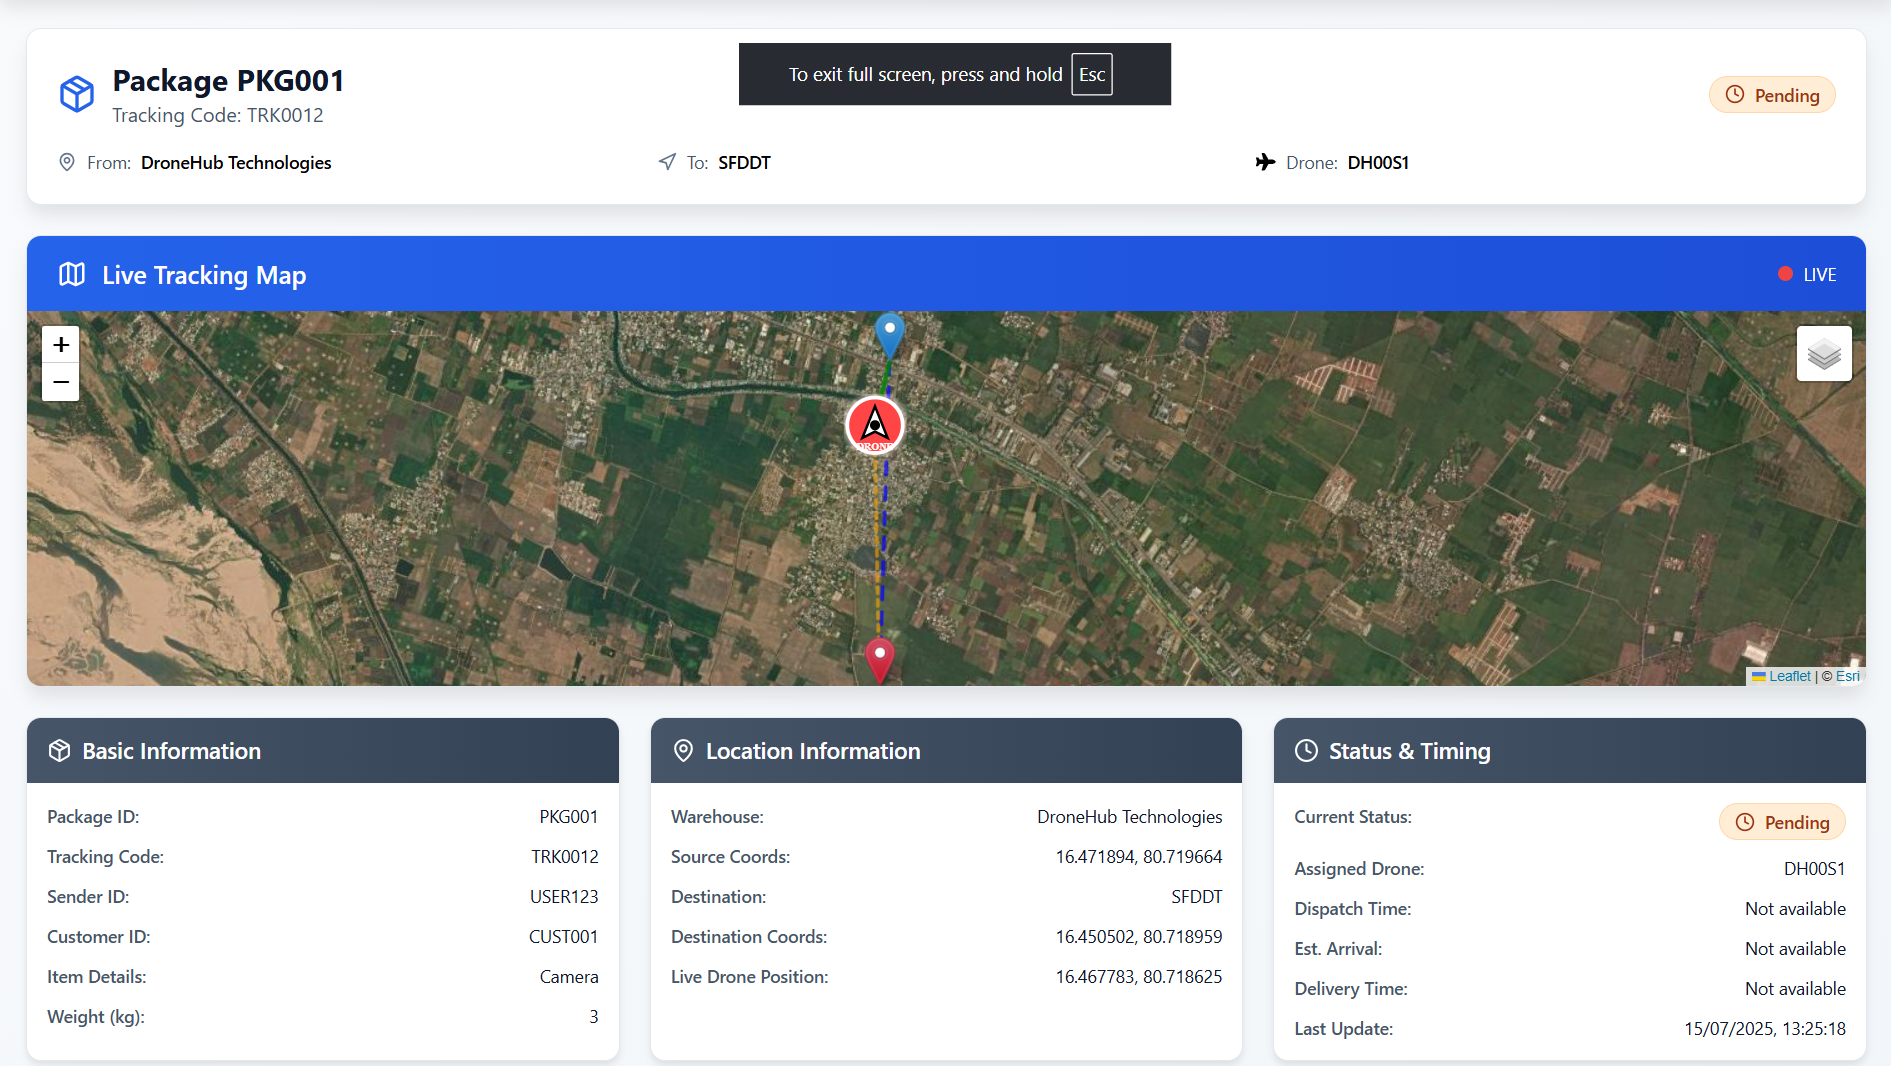 Package PKG001
Tracking Code: TRK0012
To exit full screen, press and hold Esc
Pending
From: DroneHub Technologies
To: SFDDT
Drone: DH00S1
Live Tracking Map
LIVE
+
−
DRONE
Leaflet | © Esri
Basic Information
Package ID: PKG001
Tracking Code: TRK0012
Sender ID: USER123
Customer ID: CUST001
Item Details: Camera
Weight (kg): 3
Location Information
Warehouse: DroneHub Technologies
Source Coords: 16.471894, 80.719664
Destination: SFDDT
Destination Coords: 16.450502, 80.718959
Live Drone Position: 16.467783, 80.718625
Status & Timing
Current Status: Pending
Assigned Drone: DH00S1
Dispatch Time: Not available
Est. Arrival: Not available
Delivery Time: Not available
Last Update: 15/07/2025, 13:25:18